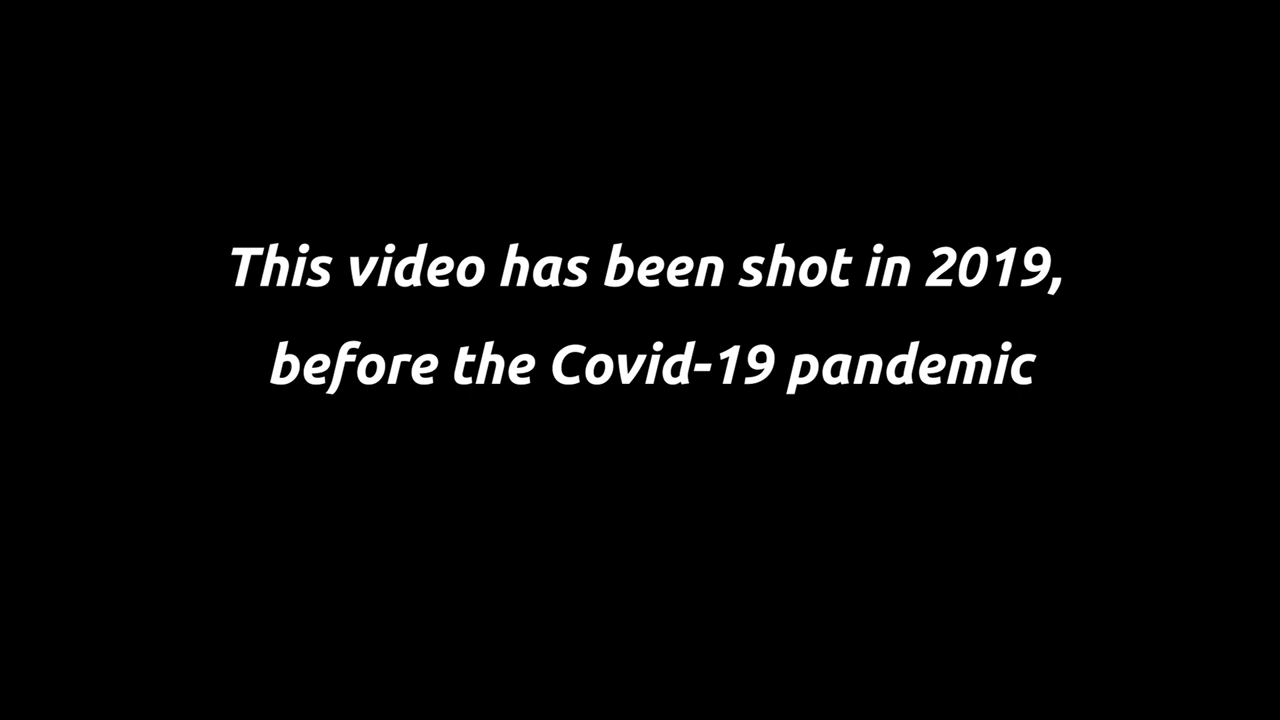 This video has been shot in 2019,
before the Covid-19 pandemic